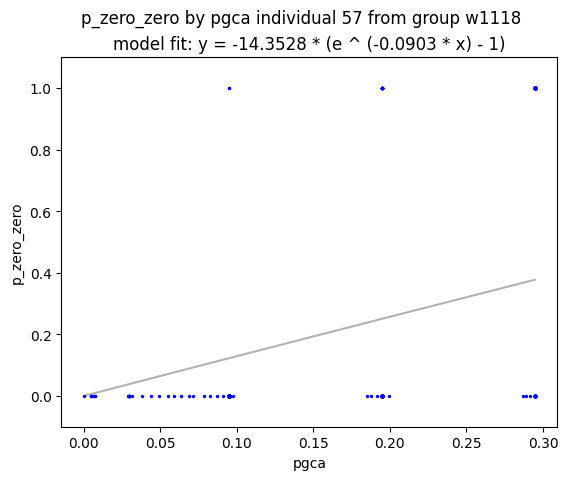 p_zero_zero by pgca individual 57 from group w1118
model fit: y = -14.3528 * (e ^ (-0.0903 * x) - 1)
1.0
0.8
0.6
0.4
0.2
0.0
p_zero_zero
0.00 0.05 0.10 0.15 0.20 0.25 0.30
pgca